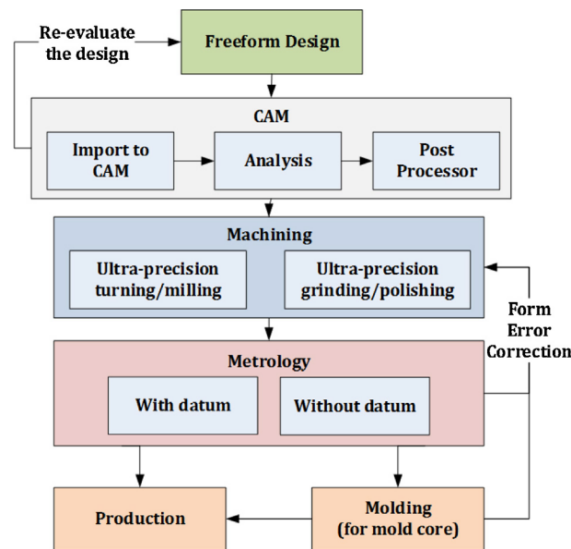 Re-evaluate
the design
Freeform Design
CAM
Import to
CAM
Analysis
Post
Processor
Machining
Ultra-precision
turning/milling
Ultra-precision
grinding/polishing
Form
Error
Correction
Metrology
With datum
Without datum
Production
Molding
(for mold core)